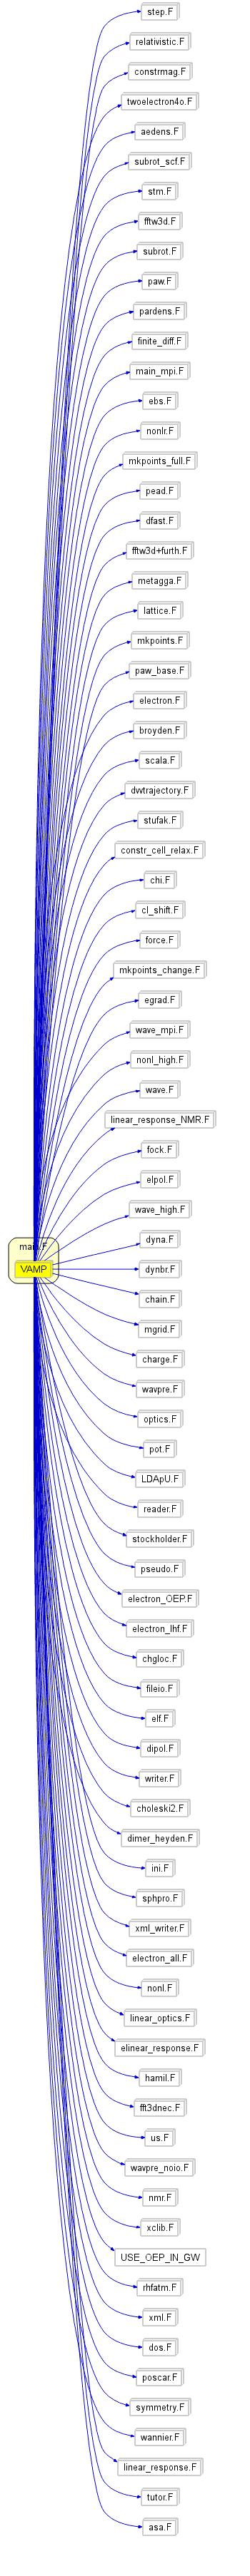 step.F
relativistic.F
constrmag.F
twoelectron4o.F
aedens.F
subrot_scf.F
stm.F
fftw3d.F
subrot.F
paw.F
pardens.F
finite_diff.F
main_mpi.F
ebs.F
nonlr.F
mkpoints_full.F
pead.F
dfast.F
fftw3d+furth.F
metagga.F
lattice.F
mkpoints.F
paw_base.F
electron.F
broyden.F
scala.F
dvvtrajectory.F
stufak.F
constr_cell_relax.F
chi.F
cl_shift.F
force.F
mkpoints_change.F
egrad.F
wave_mpi.F
nonl_high.F
wave.F
linear_response_NMR.F
fock.F
elpol.F
wave_high.F
dyna.F
main.F
VAMP
dynbr.F
chain.F
mgrid.F
charge.F
wavpre.F
optics.F
pot.F
LDApU.F
reader.F
stockholder.F
pseudo.F
electron_OEP.F
electron_lhf.F
chgloc.F
fileio.F
elf.F
dipol.F
writer.F
choleski2.F
dimer_heyden.F
ini.F
sphpro.F
xml_writer.F
electron_all.F
nonl.F
linear_optics.F
elinear_response.F
hamil.F
fft3dnec.F
us.F
wavpre_noio.F
nmr.F
xclib.F
USE_OEP_IN_GW
rhfatm.F
xml.F
dos.F
poscar.F
symmetry.F
wannier.F
linear_response.F
tutor.F
asa.F